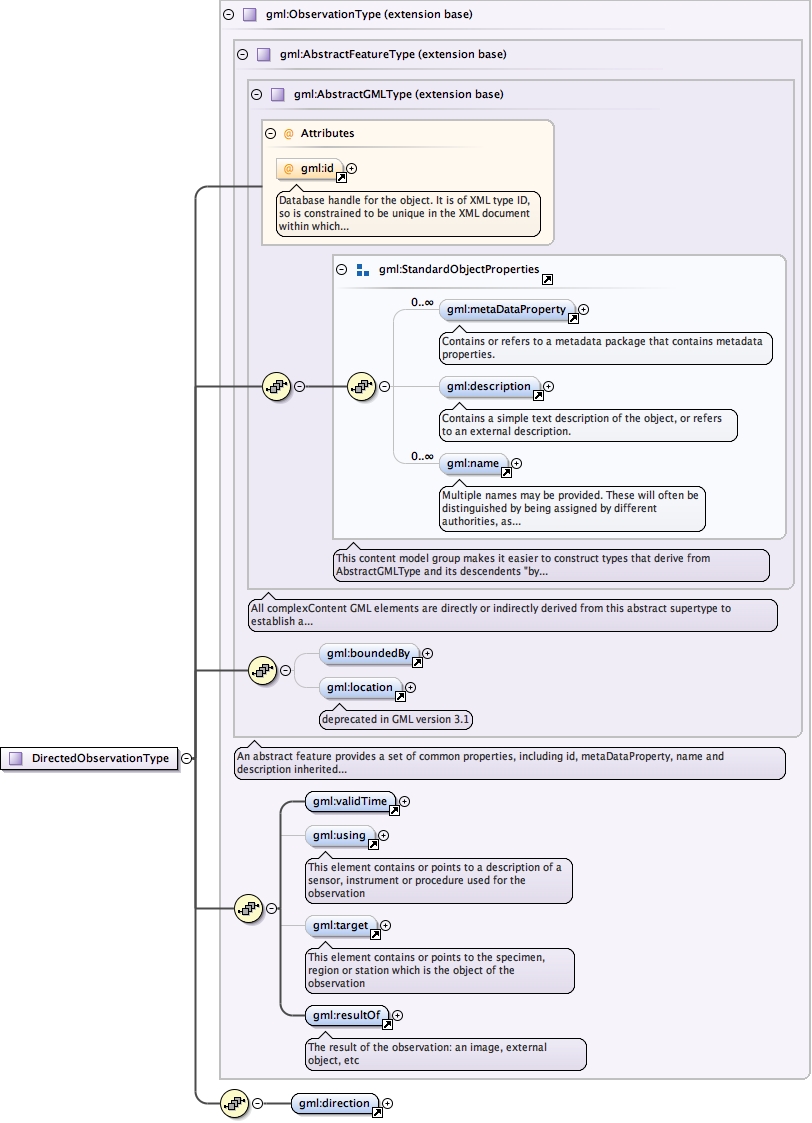 gml:ObservationType (extension base)
gml:AbstractFeatureType (extension base)
gml:AbstractGMLType (extension base)
@ Attributes
@ gml:id
Database handle for the object. It is of XML type ID,
so is constrained to be unique in the XML document
within which...
gml:StandardObjectProperties
0..∞
gml:metaDataProperty
Contains or refers to a metadata package that contains metadata
properties.
gml:description
Contains a simple text description of the object, or refers
to an external description.
0..∞
gml:name
Multiple names may be provided. These will often be
distinguished by being assigned by different
authorities, as...
This content model group makes it easier to construct types that derive from
AbstractGMLType and its descendents "by...
All complexContent GML elements are directly or indirectly derived from this abstract supertype to
establish a...
gml:boundedBy
gml:location
deprecated in GML version 3.1
DirectedObservationType
An abstract feature provides a set of common properties, including id, metaDataProperty, name and
description inherited...
gml:validTime
gml:using
This element contains or points to a description of a
sensor, instrument or procedure used for the
observation
gml:target
This element contains or points to the specimen,
region or station which is the object of the
observation
gml:resultOf
The result of the observation: an image, external
object, etc
gml:direction